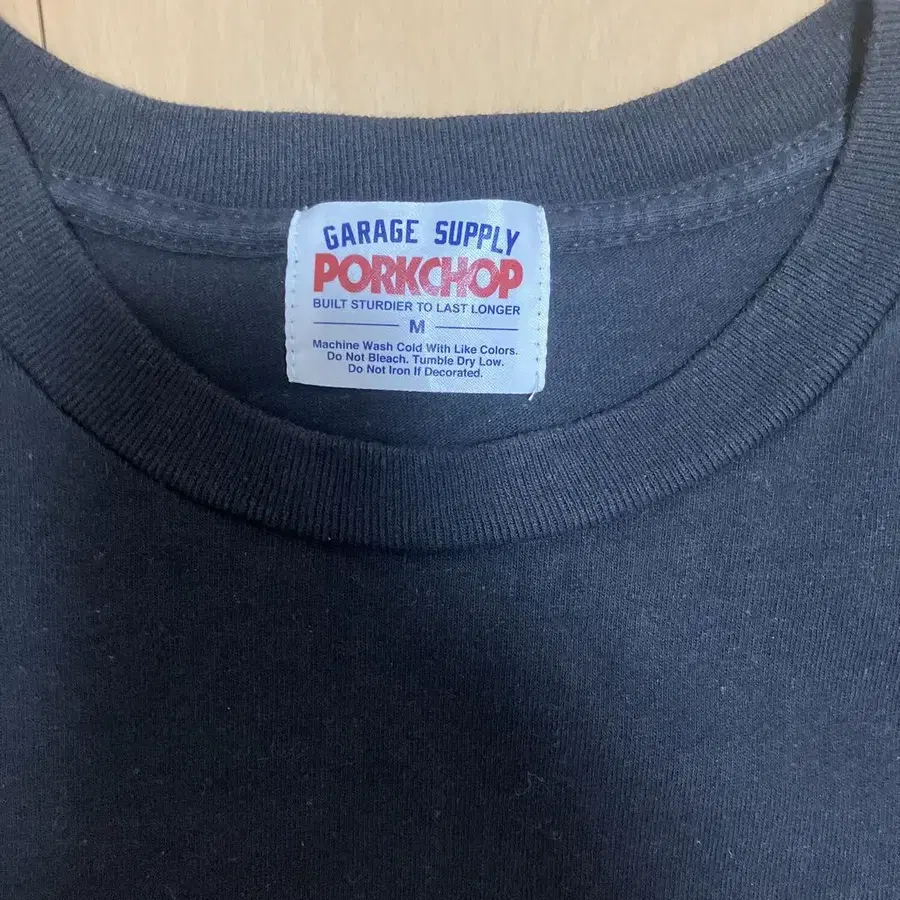 GARAGE SUPPLY
PORKCHOP
BUILT STURDIER TO LAST LONGER
M
Machine Wash Cold With Like Colors.
Do Not Bleach. Tumble Dry Low.
Do Not Iron If Decorated.